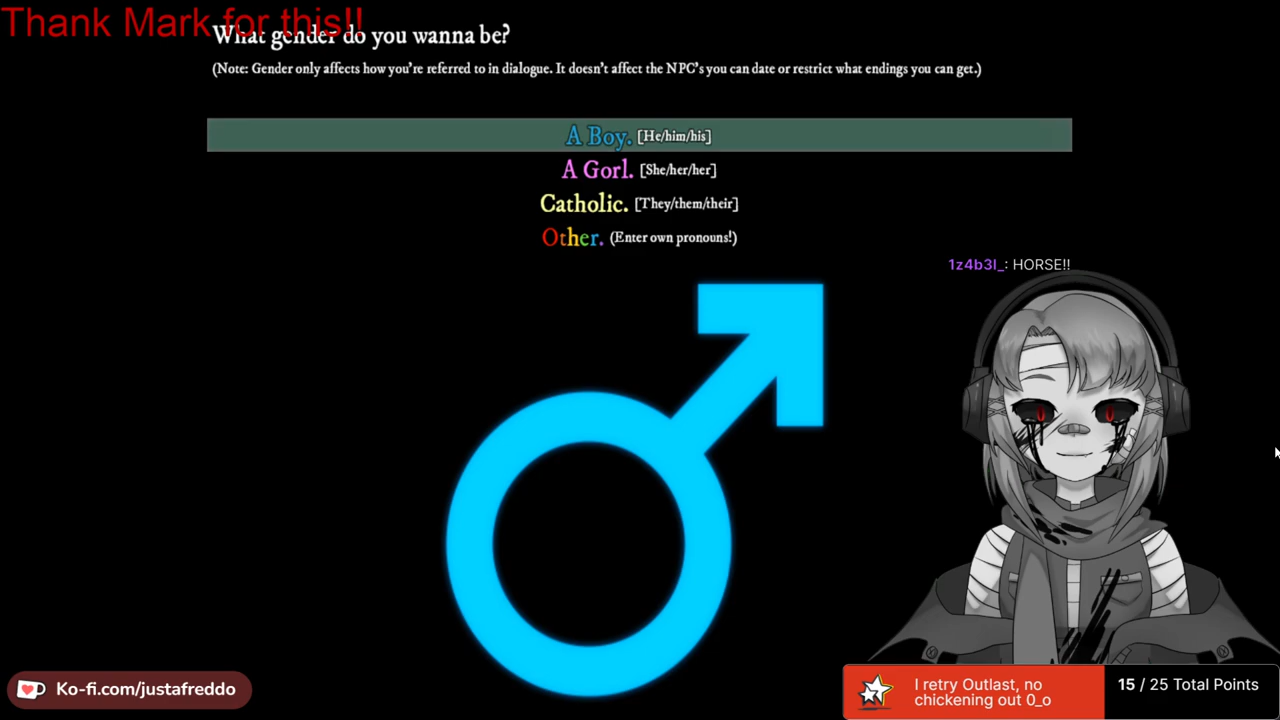 Thank Mark for this!!
What gender do you wanna be?
(Note: Gender only affects how you're referred to in dialogue. It doesn't affect the NPC's you can date or restrict what endings you can get.)
A Boy. [He/him/his]
A Gorl. [She/her/her]
Catholic. [They/them/their]
Other. (Enter own pronouns!)
1z4b3l_: HORSE!!
Ko-fi.com/justafreddo
I retry Outlast, no
chickening out 0_o
15 / 25 Total Points